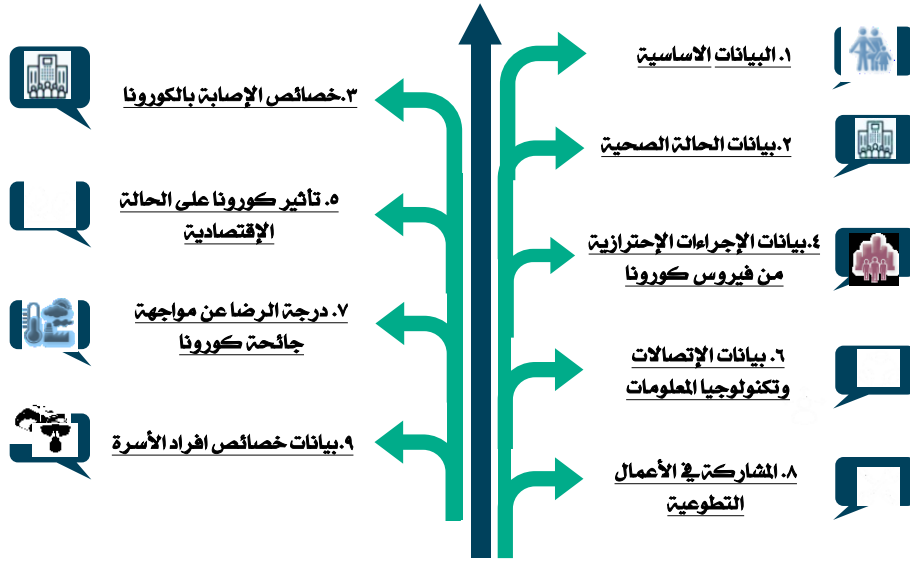 ١. البيانات الاساسية
٢.بيانات الحالة الصحية
٣.خصائص الإصابة بالكورونا
٤.بيانات الإجراءات الإحترازية
من فيروس كورونا
٥. تأثير كورونا على الحالة
الإقتصادية
٦. بيانات الإتصالات
وتكنولوجيا المعلومات
٧. درجة الرضا عن مواجهة
جائحة كورونا
٨. المشاركة في الأعمال
التطوعية
٩.بيانات خصائص افراد الأسرة